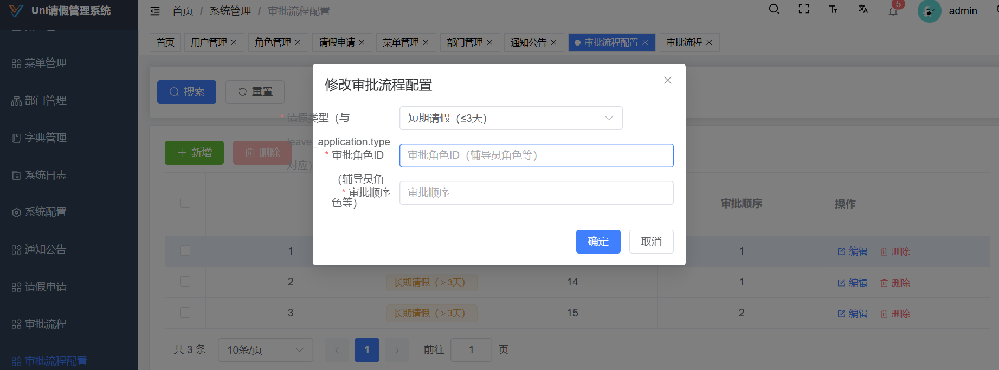 Uni请假管理系统
首页 / 系统管理 / 审批流程配置
5
admin
首页
用户管理
角色管理
请假申请
菜单管理
部门管理
通知公告
审批流程配置
审批流程
菜单管理
部门管理
字典管理
系统日志
系统配置
通知公告
请假申请
审批流程
审批流程配置
搜索
重置
新增
删除
修改审批流程配置
* 请假类型（与
leave_application.type
对应）
短期请假（≤3天）
* 审批角色ID
（辅导员角
色等）
审批角色ID（辅导员角色等）
* 审批顺序
审批顺序
确定
取消
审批顺序
操作
1
1
编辑
删除
2
长期请假（＞3天）
14
1
编辑
删除
3
长期请假（＞3天）
15
2
编辑
删除
共 3 条
10条/页
1
前往
1
页